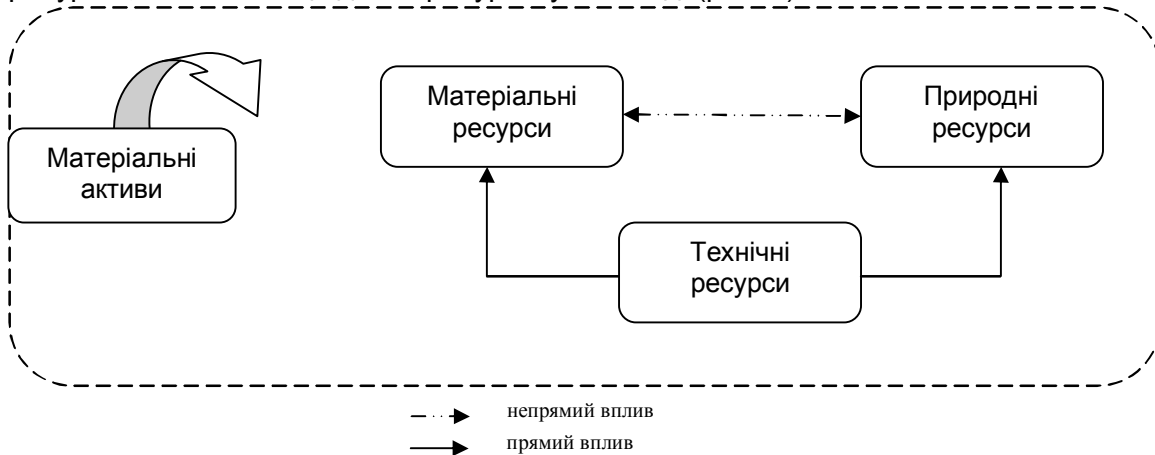 Матеріальні
ресурси
Природні
ресурси
Матеріальні
активи
Технічні
ресурси
непрямий вплив
прямий вплив